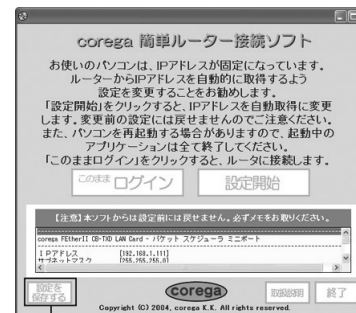 corega 簡単ルーター接続ソフト
お使いのパソコンは、IPアドレスが固定になっています。
ルーターからIPアドレスを自動的に取得するよう
設定を変更することをお勧めします。
「設定開始」をクリックすると、IPアドレスを自動取得に変更
します。変更前の設定には戻せませんのでご注意ください。
また、パソコンを再起動する場合がありますので、起動中の
アプリケーションは全て終了してください。
「このままログイン」をクリックすると、ルータに接続します。
このまま ログイン 設定開始
【注意】本ソフトからは設定前には戻せません。必ずメモをお取りください。
corega FEtherII CB-TXD LAN Card - パケット スケジューラ ミニポート
IPアドレス [192.168.1.111]
サブネットマスク [255.255.255.0]
設定を
保存する
corega 取扱説明 終了
Copyright (C) 2004, corega K.K. All rights reserved.